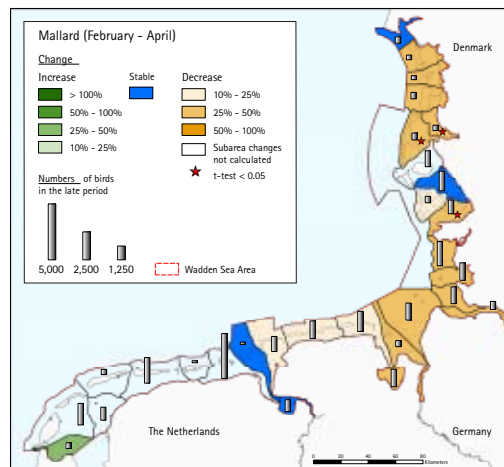 Mallard (February - April)
Change
Increase
Stable
Decrease
> 100%
50% - 100%
25% - 50%
10% - 25%
10% - 25%
25% - 50%
50% - 100%
Subarea changes
not calculated
t-test < 0.05
Numbers of birds
in the late period
5,000
2,500
1,250
Wadden Sea Area
Denmark
The Netherlands
Germany
0 10 20 40 60 80
Kilometers